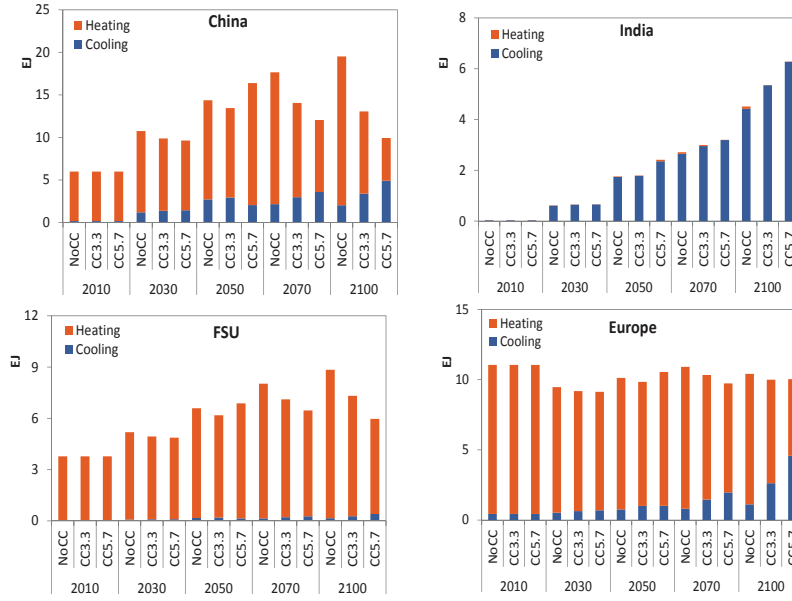 China
25
20
15
10
5
0
EJ
Heating
Cooling
NoCC CC3.3 CC5.7 NoCC CC3.3 CC5.7 NoCC CC3.3 CC5.7 NoCC CC3.3 CC5.7 NoCC CC3.3 CC5.7
2010 2030 2050 2070 2100
India
8
6
4
2
0
EJ
Heating
Cooling
NoCC CC3.3 CC5.7 NoCC CC3.3 CC5.7 NoCC CC3.3 CC5.7 NoCC CC3.3 CC5.7 NoCC CC3.3 CC5.7
2010 2030 2050 2070 2100
FSU
12
9
6
3
0
EJ
Heating
Cooling
NoCC CC3.3 CC5.7 NoCC CC3.3 CC5.7 NoCC CC3.3 CC5.7 NoCC CC3.3 CC5.7 NoCC CC3.3 CC5.7
2010 2030 2050 2070 2100
Europe
15
10
5
0
EJ
Heating
Cooling
NoCC CC3.3 CC5.7 NoCC CC3.3 CC5.7 NoCC CC3.3 CC5.7 NoCC CC3.3 CC5.7 NoCC CC3.3 CC5.7
2010 2030 2050 2070 2100